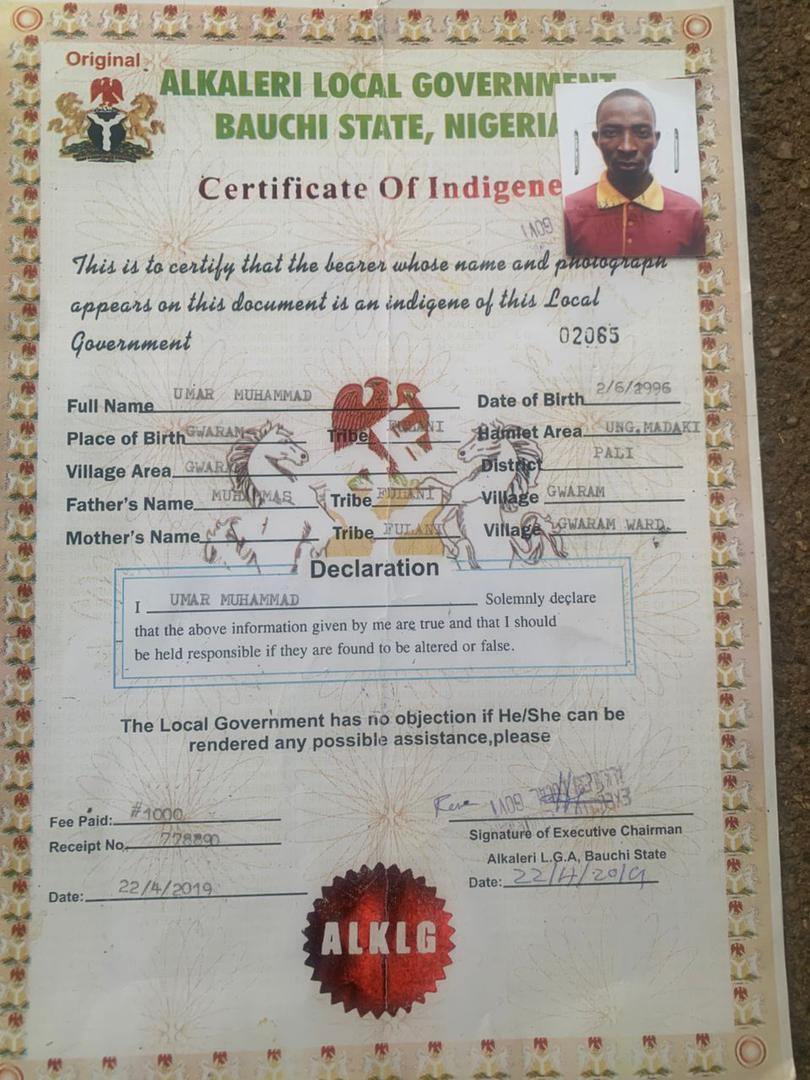 Original
ALKALERI LOCAL GOVERNMENT
BAUCHI STATE, NIGERIA
Certificate Of Indigene
This is to certify that the bearer whose name and photograph
appears on this document is an indigene of this Local
Government 02065
Full Name UMAR MUHAMMAD Date of Birth 2/6/1996
Place of Birth GWARAM Tribe FULANI Hamlet Area UNG.MADAKI
Village Area District PALI
Father's Name Tribe FULANI Village GWARAM
Mother's Name Tribe FULANI Village GWARAM WARD.
Declaration
I UMAR MUHAMMAD Solemnly declare
that the above information given by me are true and that I should
be held responsible if they are found to be altered or false.
The Local Government has no objection if He/She can be
rendered any possible assistance,please
Fee Paid: #1000
Receipt No.
Signature of Executive Chairman
Alkaleri L.G.A, Bauchi State
Date: 22/4/2019
Date: 22/4/2019
ALKLG